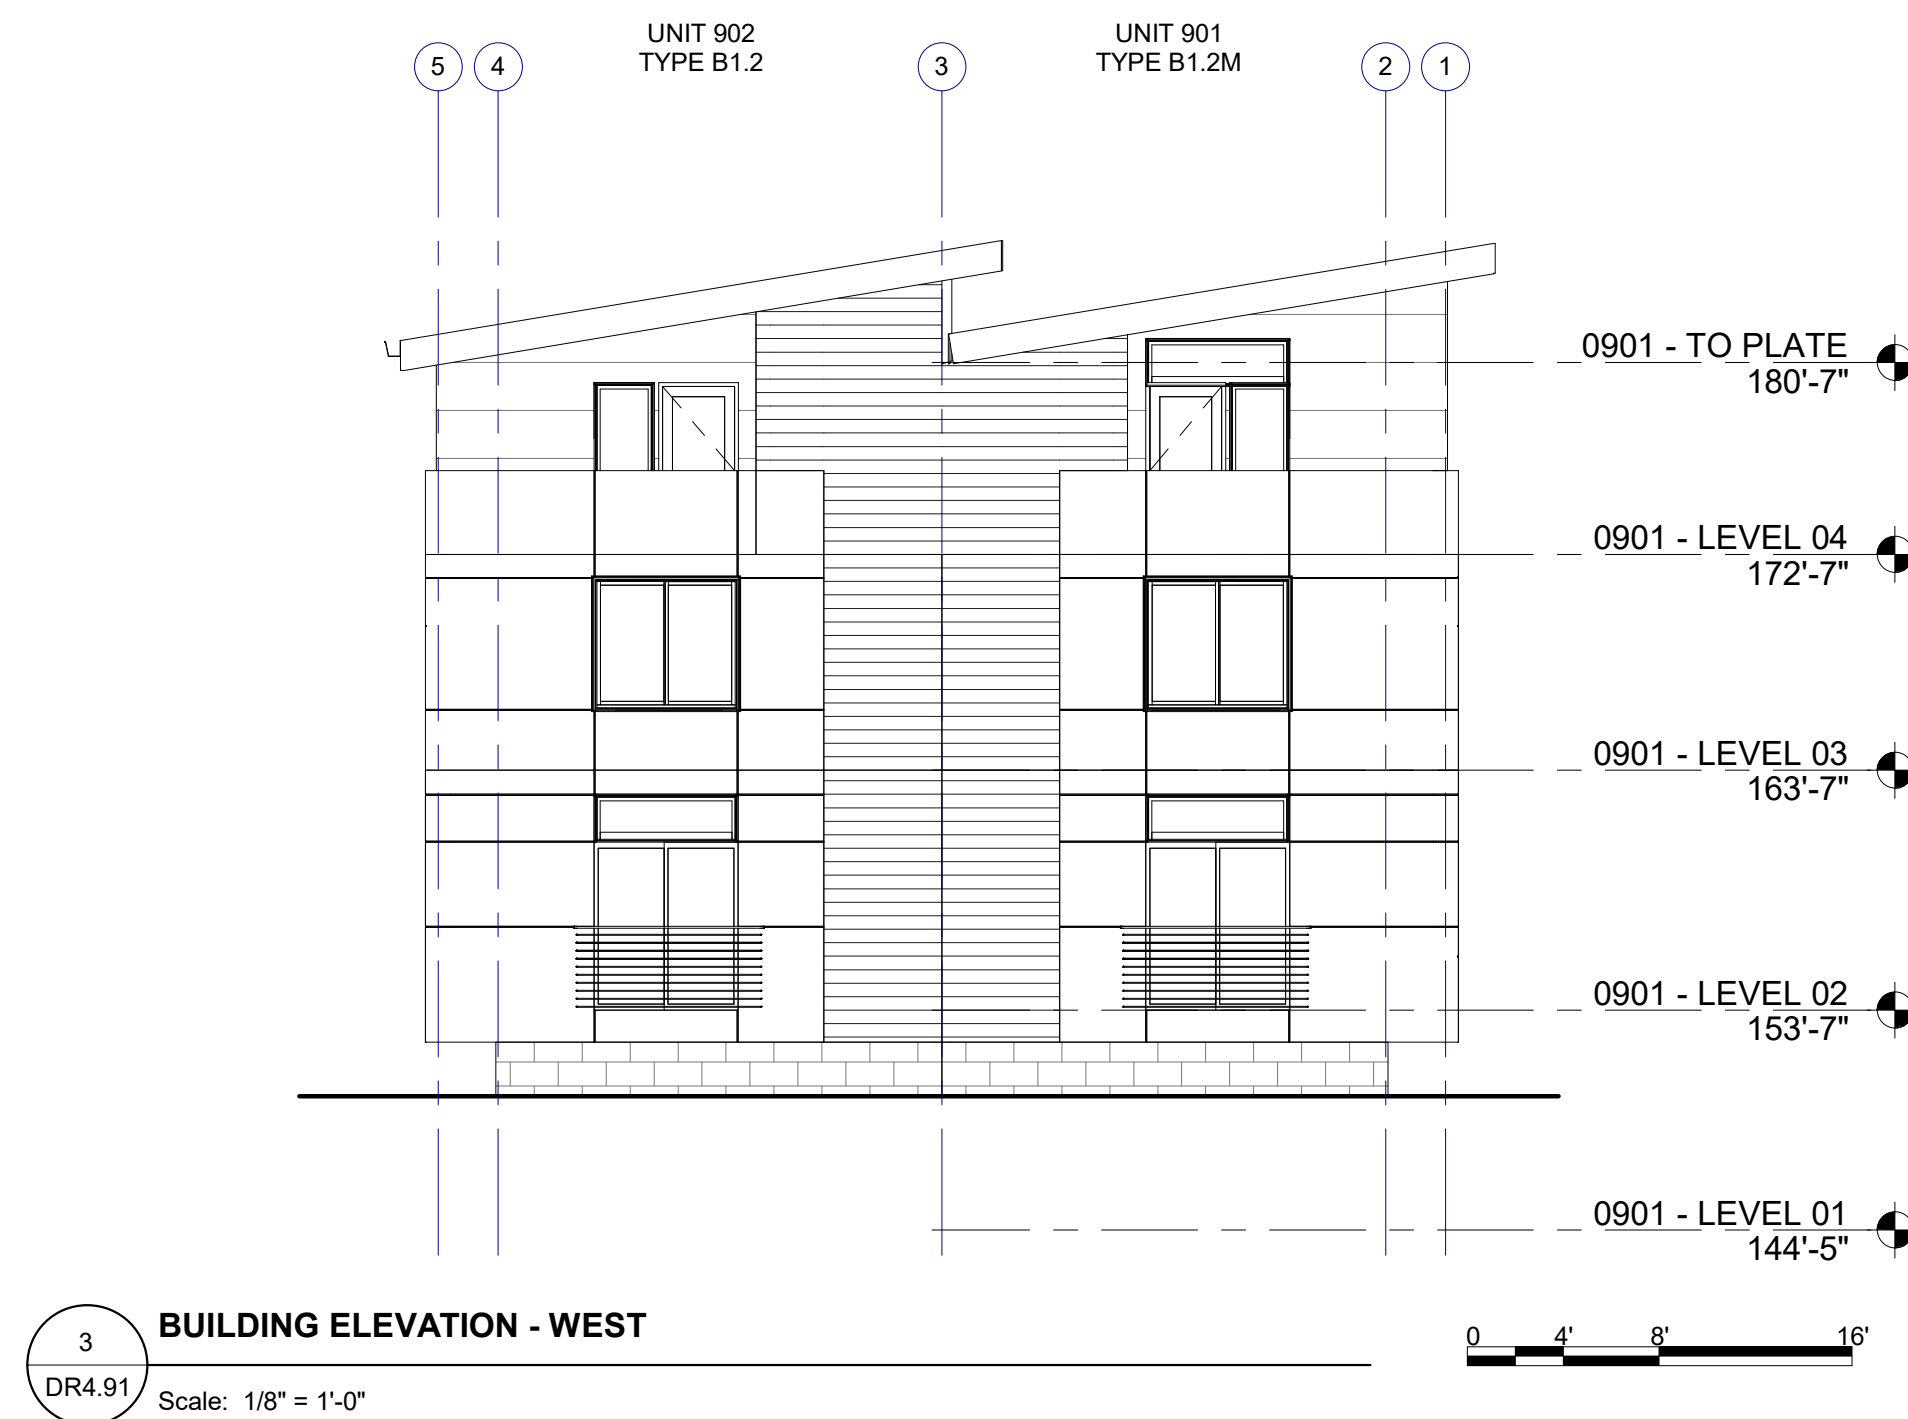 UNIT 902
TYPE B1.2
UNIT 901
TYPE B1.2M
5
4
3
2
1
0901 - TO PLATE
180'-7"
0901 - LEVEL 04
172'-7"
0901 - LEVEL 03
163'-7"
0901 - LEVEL 02
153'-7"
0901 - LEVEL 01
144'-5"
3
DR4.91
BUILDING ELEVATION - WEST
Scale: 1/8" = 1'-0"
0 4' 8' 16'